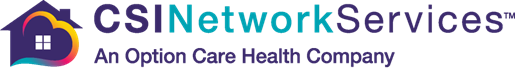 CSINetworkServices™
An Option Care Health Company